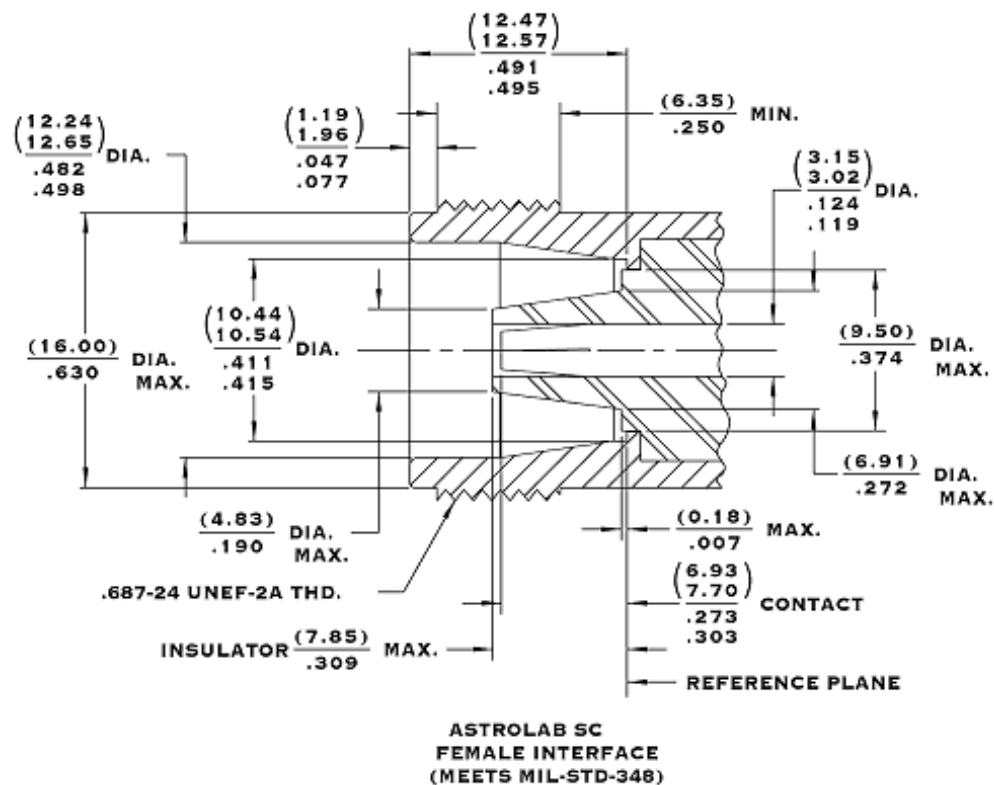 (12.47
12.57)
.491
.495
(6.35) MIN.
.250
(1.19
1.96)
.047
.077
(12.24
12.65) DIA.
.482
.498
(3.15
3.02) DIA.
.124
.119
(10.44
10.54) DIA.
.411
.415
(16.00) DIA.
.630 MAX.
(9.50) DIA.
.374 MAX.
(6.91) DIA.
.272 MAX.
(4.83) DIA.
.190 MAX.
(0.18) MAX.
.007
.687-24 UNEF-2A THD.
(6.93
7.70) CONTACT
.273
.303
INSULATOR (7.85) MAX.
.309
REFERENCE PLANE
ASTROLAB SC
FEMALE INTERFACE
(MEETS MIL-STD-348)